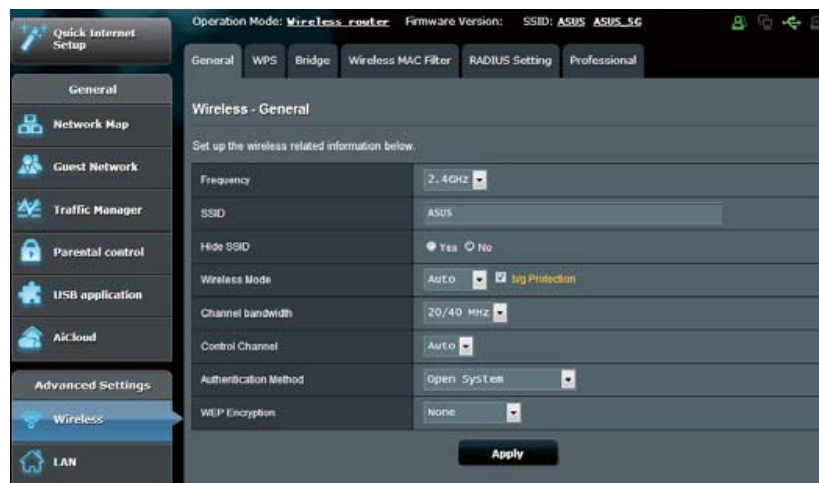 Quick Internet
Setup
Operation Mode: Wireless router Firmware Version: SSID: ASUS ASUS_5G
General WPS Bridge Wireless MAC Filter RADIUS Setting Professional
General
Network Map
Guest Network
Traffic Manager
Parental control
USB application
AiCloud
Advanced Settings
Wireless
LAN
Wireless - General
Set up the wireless related information below.
Frequency 2.4GHz
SSID ASUS
Hide SSID Yes No
Wireless Mode Auto b/g Protection
Channel bandwidth 20/40 MHz
Control Channel Auto
Authentication Method Open System
WEP Encryption None
Apply